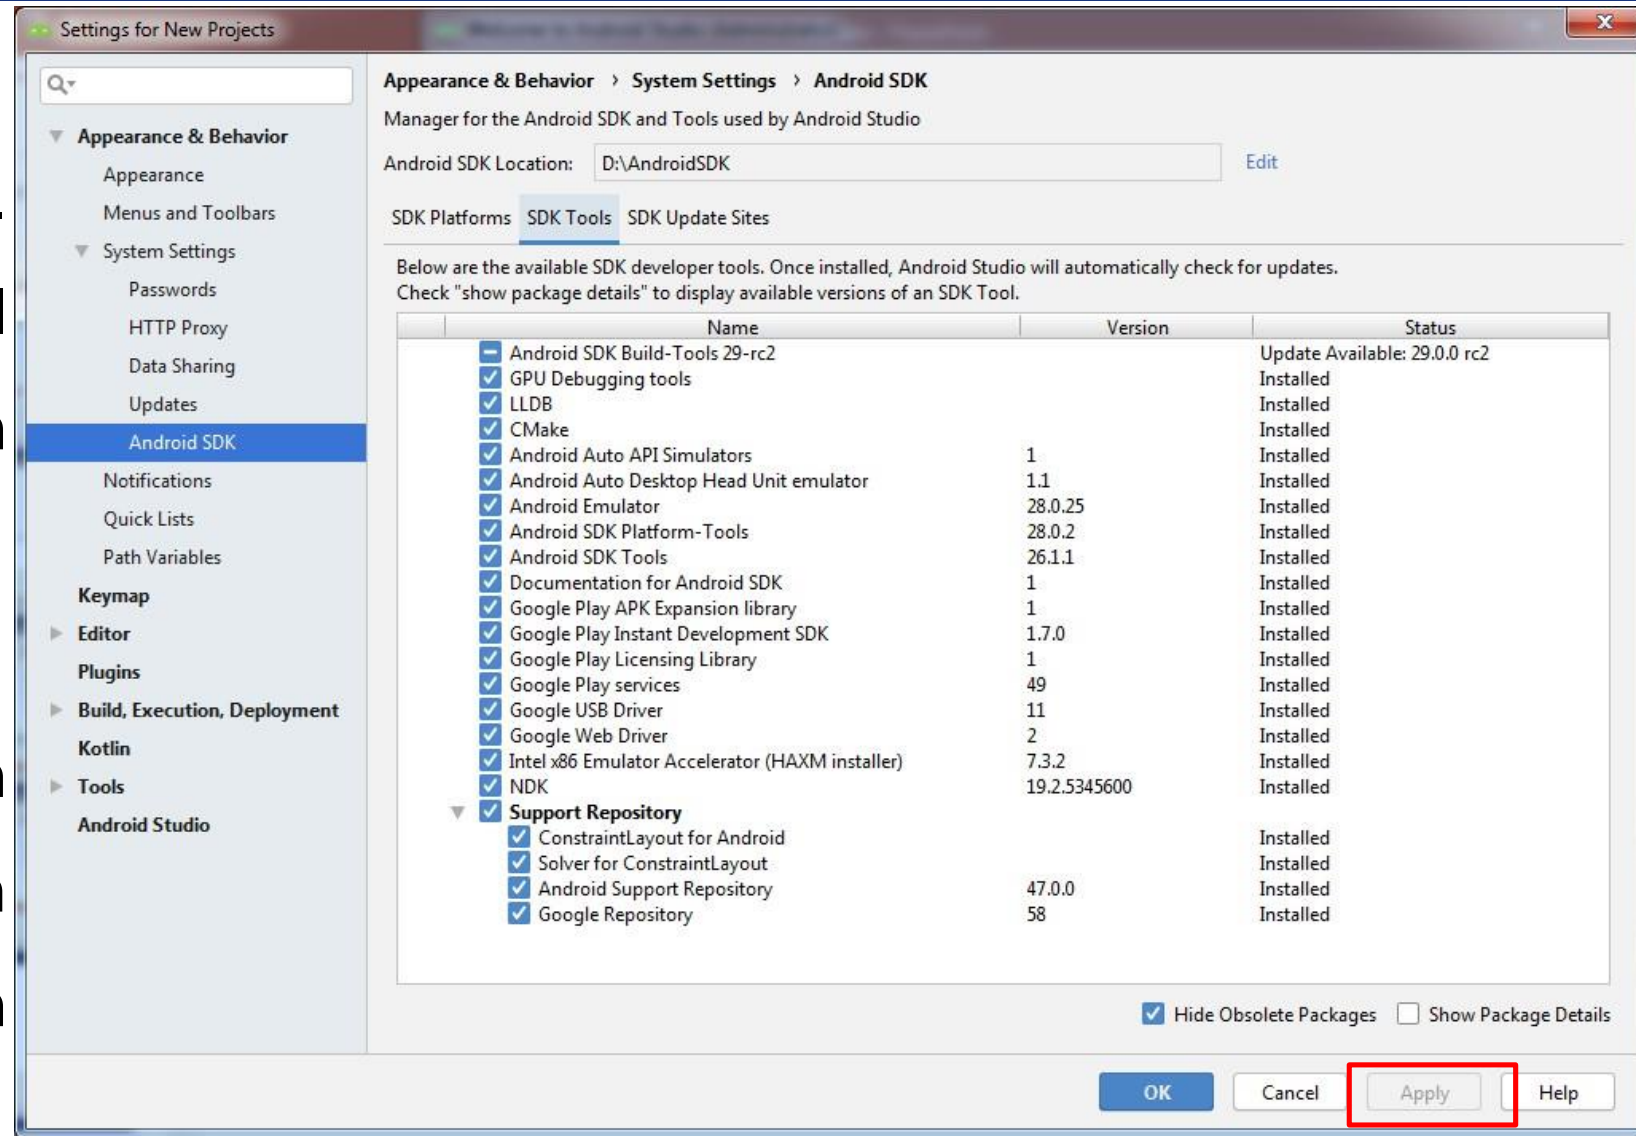 Settings for New Projects
Appearance & Behavior
Appearance
Menus and Toolbars
System Settings
Passwords
HTTP Proxy
Data Sharing
Updates
Android SDK
Notifications
Quick Lists
Path Variables
Keymap
Editor
Plugins
Build, Execution, Deployment
Kotlin
Tools
Android Studio
Appearance & Behavior › System Settings › Android SDK
Manager for the Android SDK and Tools used by Android Studio
Android SDK Location: D:\AndroidSDK Edit
SDK Platforms SDK Tools SDK Update Sites
Below are the available SDK developer tools. Once installed, Android Studio will automatically check for updates.
Check "show package details" to display available versions of an SDK Tool.
Name Version Status
Android SDK Build-Tools 29-rc2 Update Available: 29.0.0 rc2
GPU Debugging tools Installed
LLDB Installed
CMake Installed
Android Auto API Simulators 1 Installed
Android Auto Desktop Head Unit emulator 1.1 Installed
Android Emulator 28.0.25 Installed
Android SDK Platform-Tools 28.0.2 Installed
Android SDK Tools 26.1.1 Installed
Documentation for Android SDK 1 Installed
Google Play APK Expansion library 1 Installed
Google Play Instant Development SDK 1.7.0 Installed
Google Play Licensing Library 1 Installed
Google Play services 49 Installed
Google USB Driver 11 Installed
Google Web Driver 2 Installed
Intel x86 Emulator Accelerator (HAXM installer) 7.3.2 Installed
NDK 19.2.5345600 Installed
Support Repository
ConstraintLayout for Android Installed
Solver for ConstraintLayout Installed
Android Support Repository 47.0.0 Installed
Google Repository 58 Installed
Hide Obsolete Packages Show Package Details
OK Cancel Apply Help